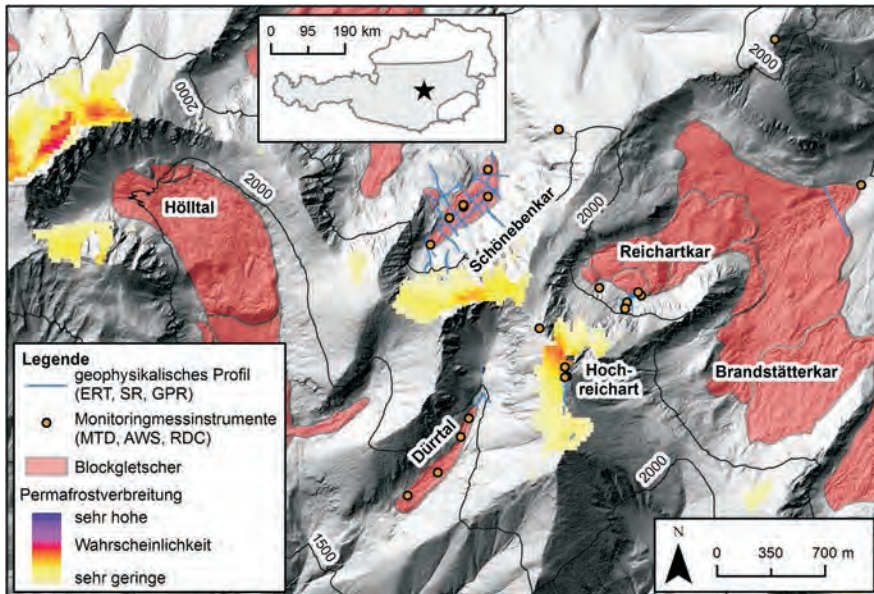 0 95 190 km
2000
2000
2000
2000
Hölltal
Schönebenkar
Reichartkar
Hoch-
reichart
Brandstätterkar
Dürrtal
2000
1500
Legende
geophysikalisches Profil
(ERT, SR, GPR)
Monitoringmessinstrumente
(MTD, AWS, RDC)
Blockgletscher
Permafrostverbreitung
sehr hohe
Wahrscheinlichkeit
sehr geringe
N
0 350 700 m